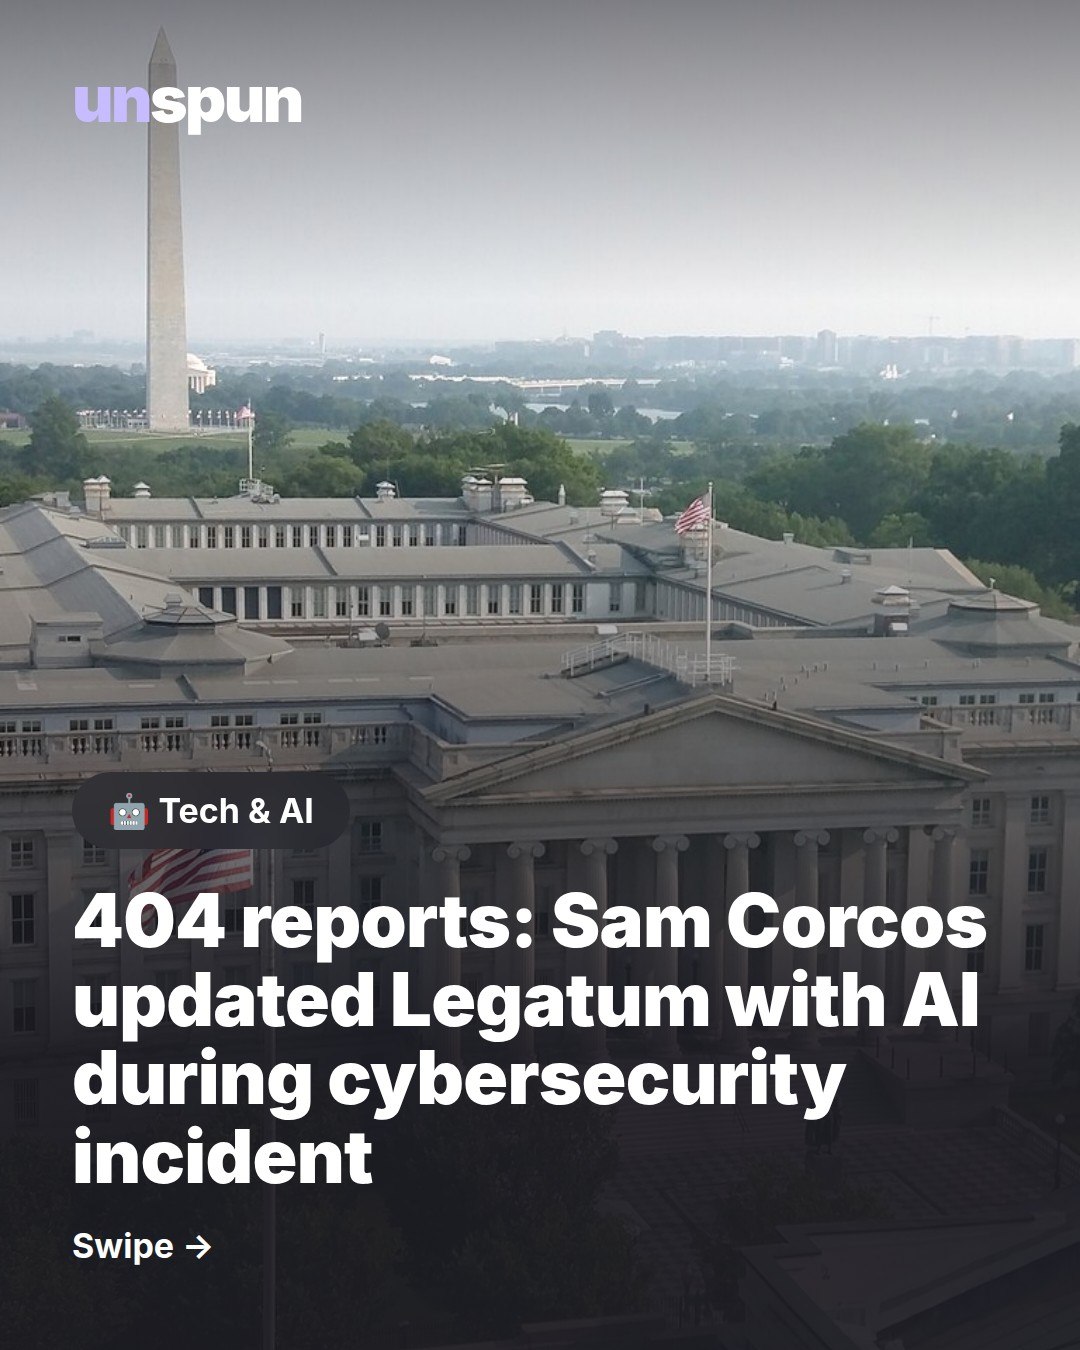 unspun
🤖 Tech & AI
404 reports: Sam Corcos
updated Legatum with AI
during cybersecurity
incident
Swipe →